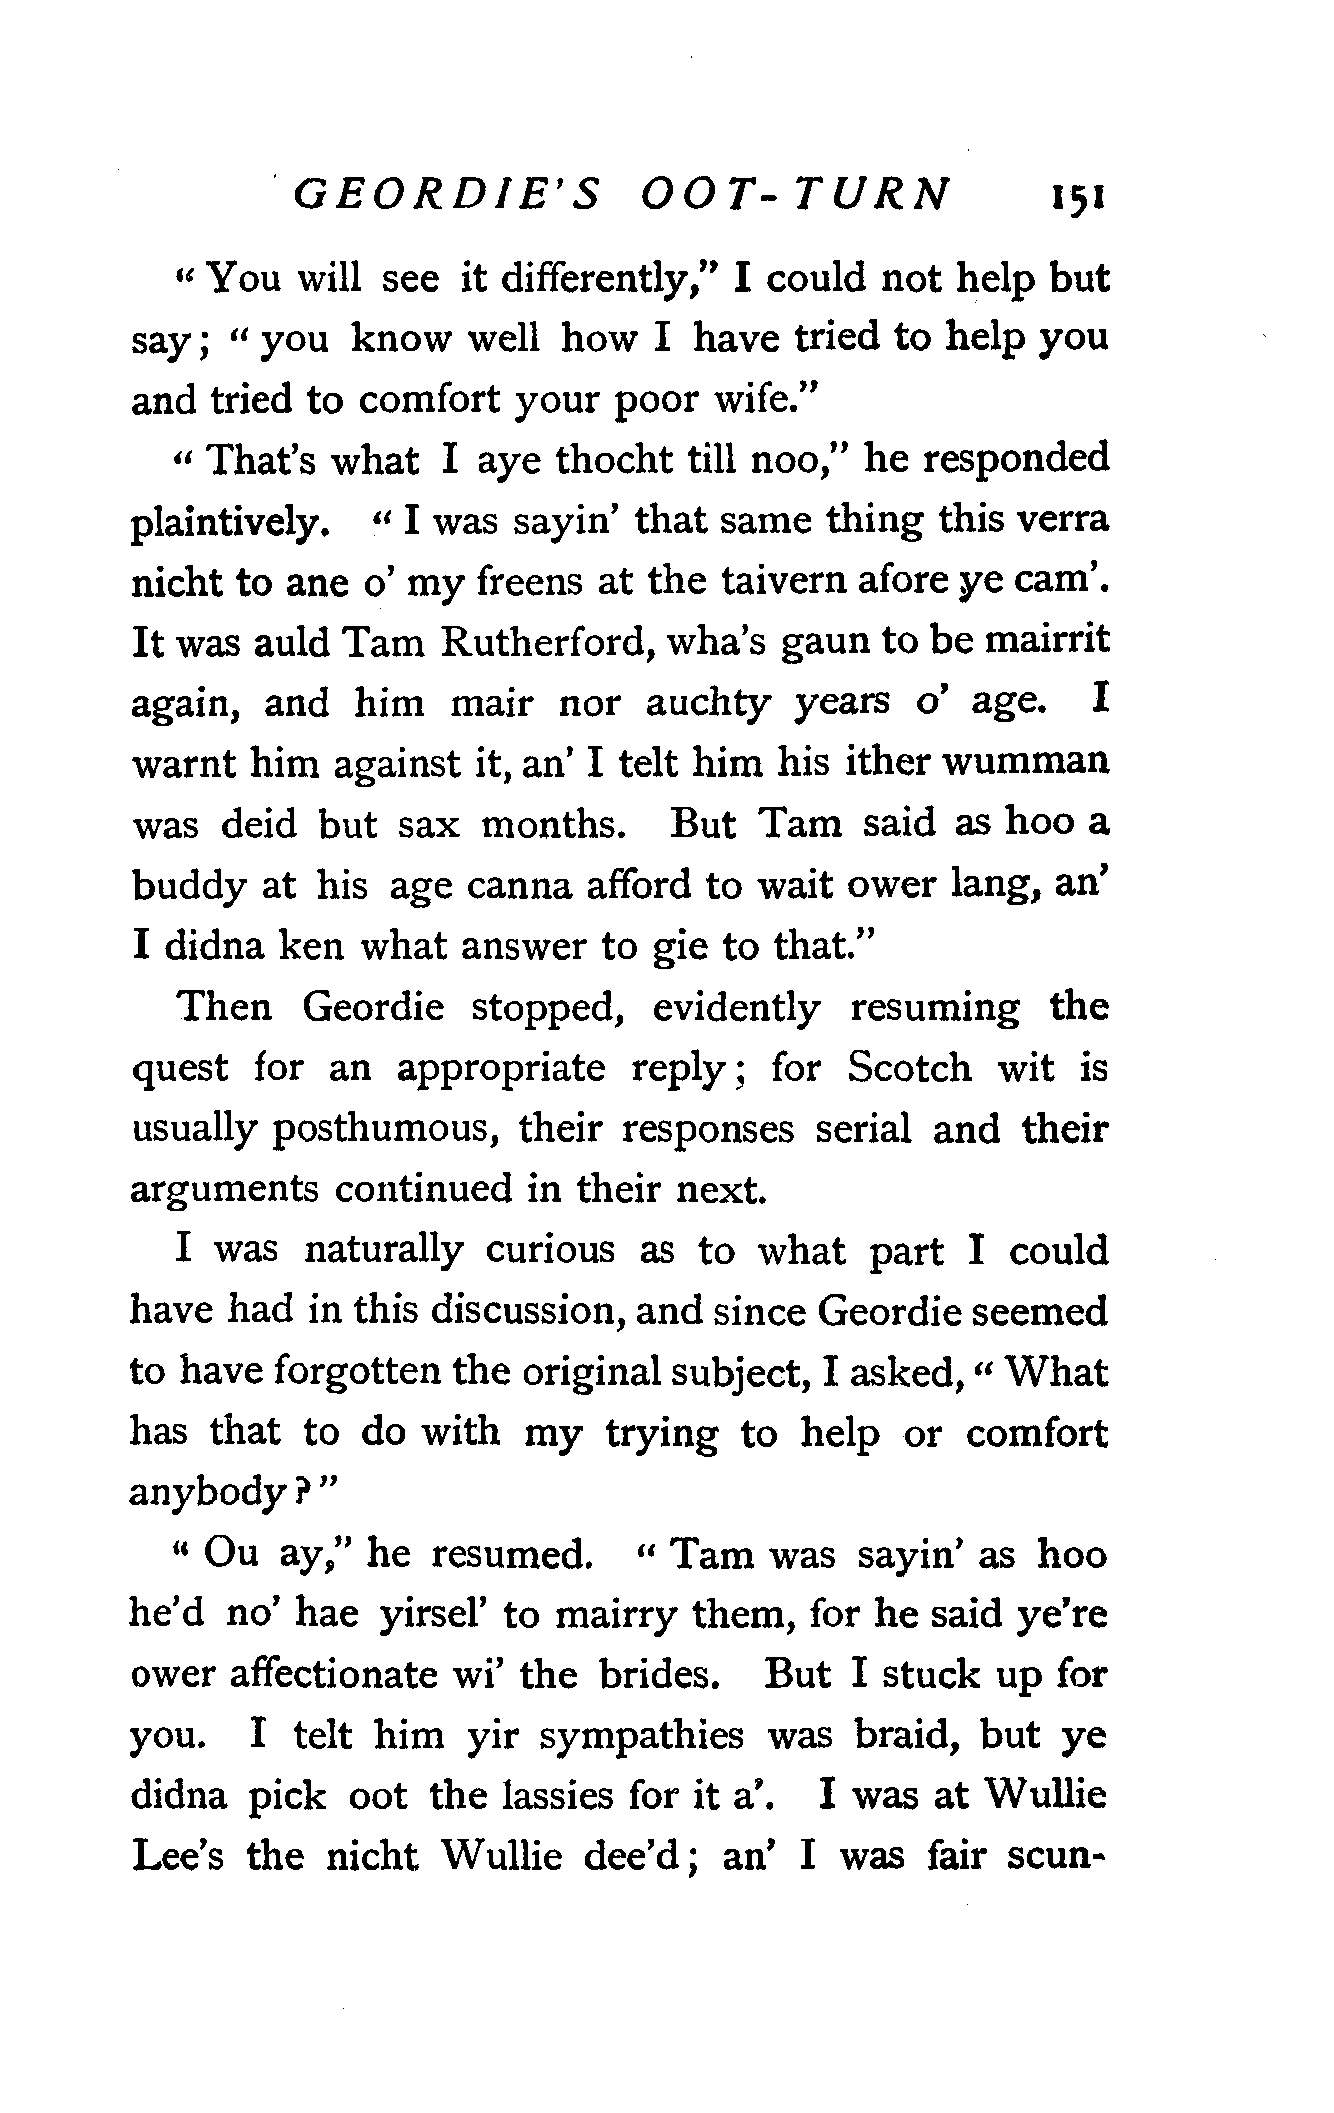 GEORDIE'S OOT-TURN 151
"You will see it differently," I could not help but
say; "you know well how I have tried to help you
and tried to comfort your poor wife."
"That's what I aye thocht till noo," he responded
plaintively. "I was sayin' that same thing this verra
nicht to ane o' my freens at the taivern afore ye cam'.
It was auld Tam Rutherford, wha's gaun to be mairrit
again, and him mair nor auchty years o' age. I
warnt him against it, an' I telt him his ither wumman
was deid but sax months. But Tam said as hoo a
buddy at his age canna afford to wait ower lang, an'
I didna ken what answer to gie to that."
Then Geordie stopped, evidently resuming the
quest for an appropriate reply; for Scotch wit is
usually posthumous, their responses serial and their
arguments continued in their next.
I was naturally curious as to what part I could
have had in this discussion, and since Geordie seemed
to have forgotten the original subject, I asked, "What
has that to do with my trying to help or comfort
anybody?"
"Ou ay," he resumed. "Tam was sayin' as hoo
he'd no' hae yirsel' to mairry them, for he said ye're
ower affectionate wi' the brides. But I stuck up for
you. I telt him yir sympathies was braid, but ye
didna pick oot the lassies for it a'. I was at Wullie
Lee's the nicht Wullie dee'd; an' I was fair scun-